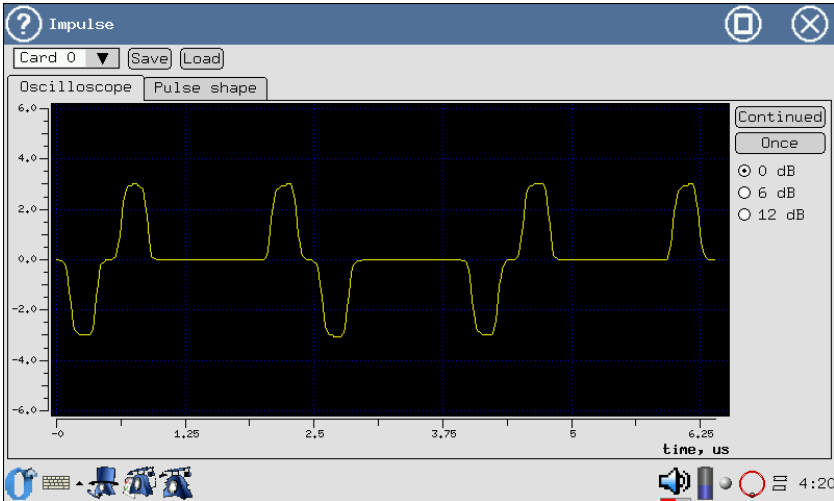 Impulse
Card 0 Save Load
Oscilloscope Pulse shape
6.0
4.0
2.0
0.0
-2.0
-4.0
-6.0
-0 1.25 2.5 3.75 5 6.25
time, us
Continued
Once
0 dB
6 dB
12 dB
4:20